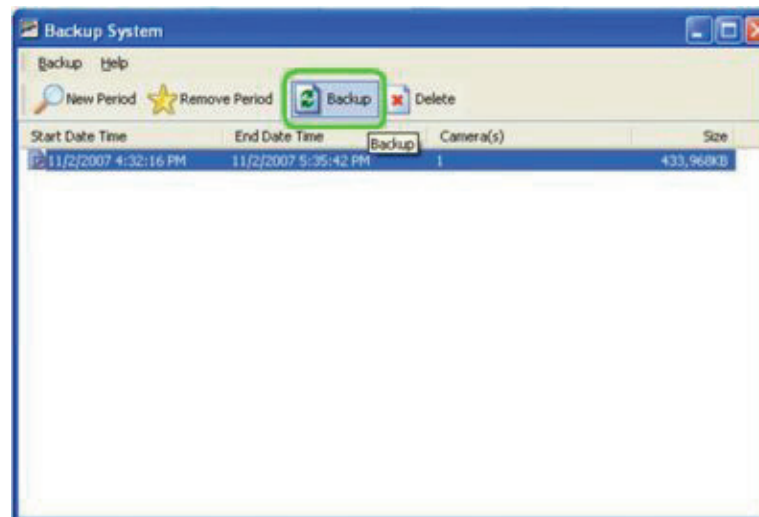 Backup System
Backup Help
New Period Remove Period Backup Delete
Start Date Time End Date Time Camera(s) Size
Backup
11/2/2007 4:32:16 PM 11/2/2007 5:35:42 PM 1 433,968KB